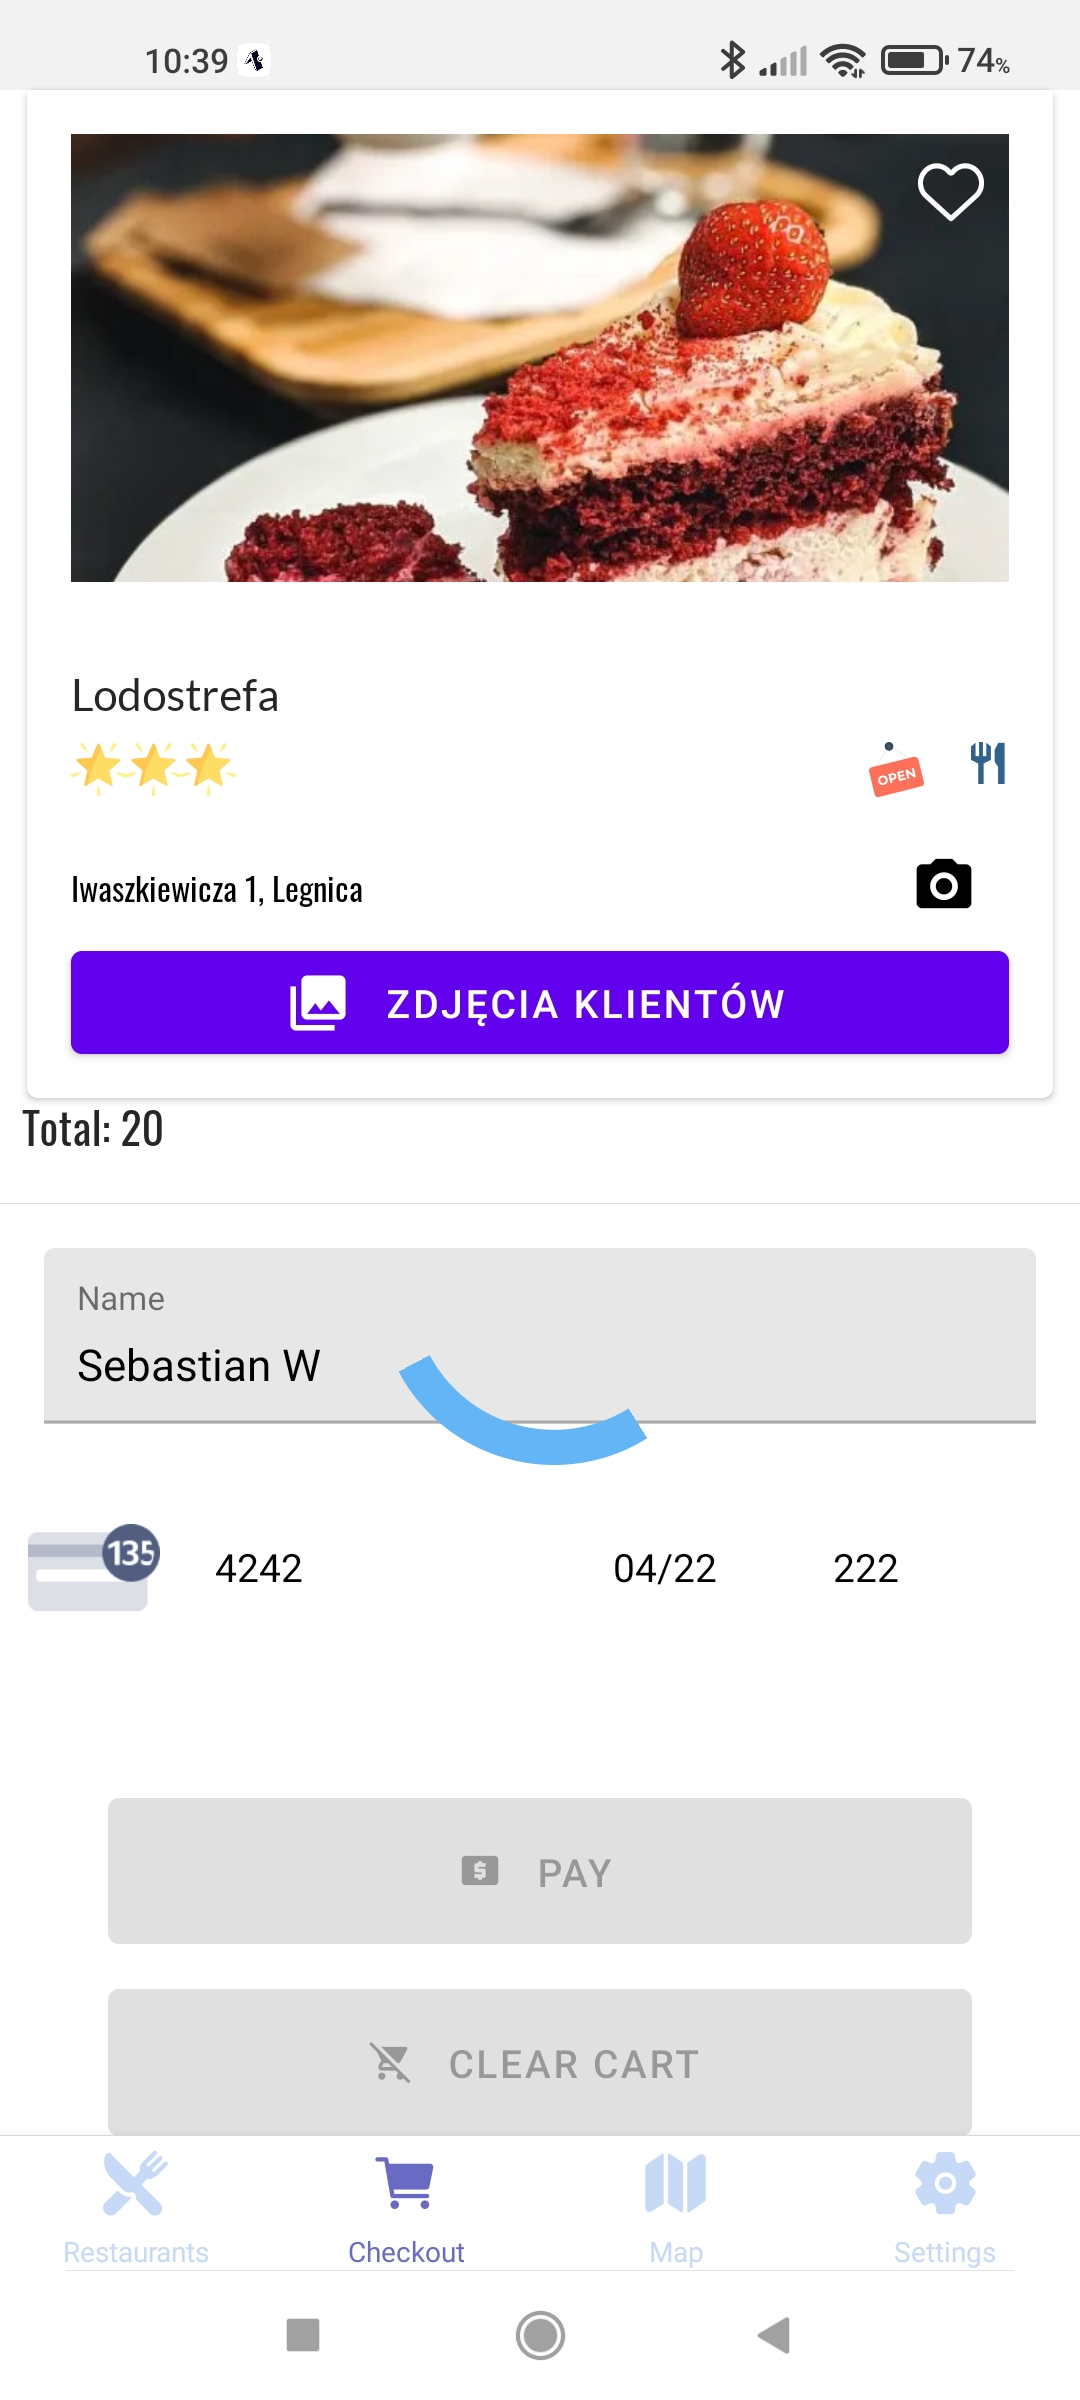 10:39
74%
Lodostrefa
OPEN
Iwaszkiewicza 1, Legnica
ZDJĘCIA KLIENTÓW
Total: 20
Name
Sebastian W
135
4242 04/22 222
PAY
CLEAR CART
Restaurants Checkout Map Settings